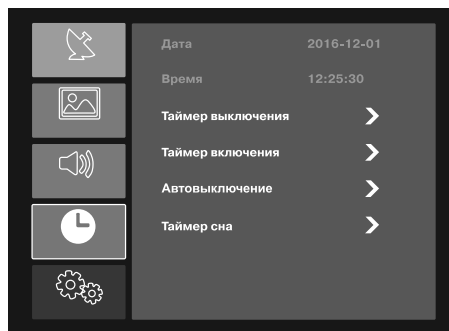 Дата 2016-12-01
Время 12:25:30
Таймер выключения
Таймер включения
Автовыключение
Таймер сна